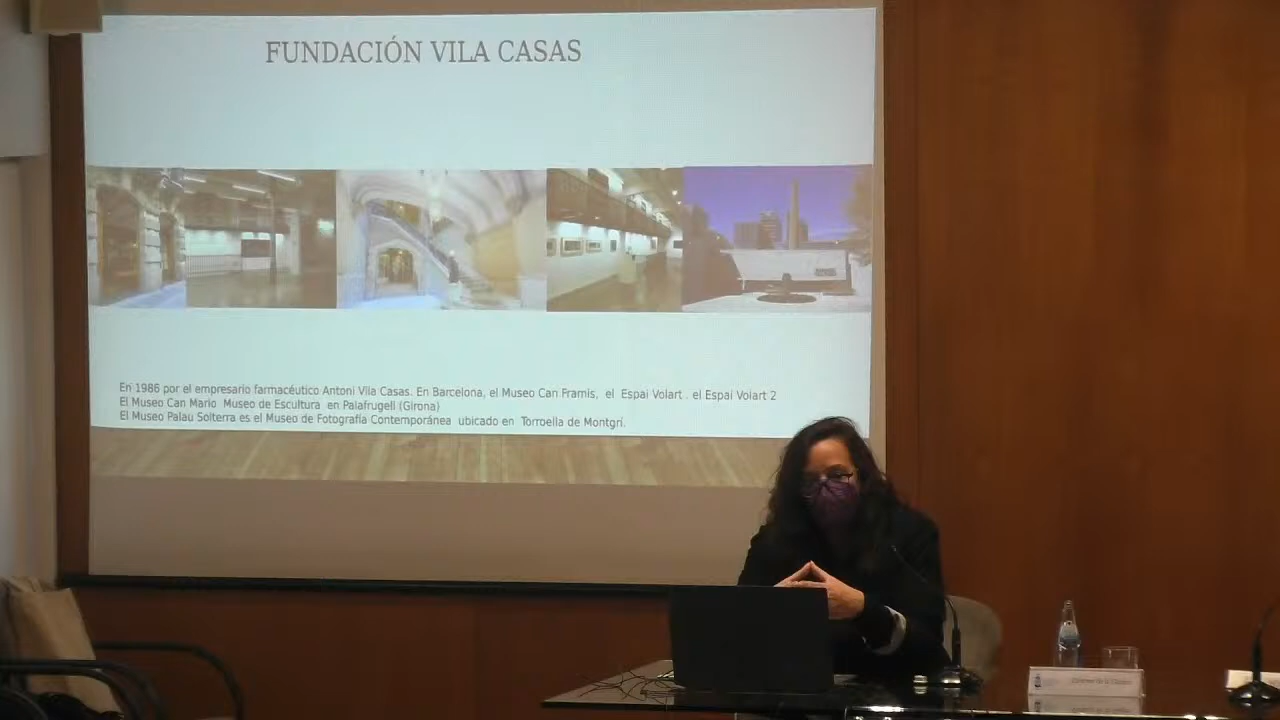 FUNDACIÓN VILA CASAS
En 1986 por el empresario farmacéutico Antoni Vila Casas. En Barcelona, el Museo Can Framis, el Espai Volart . el Espai Volart 2
El Museo Can Mario Museo de Escultura en Palafrugell (Girona)
El Museo Palau Solterra es el Museo de Fotografía Contemporánea ubicado en Torroella de Montgrí.